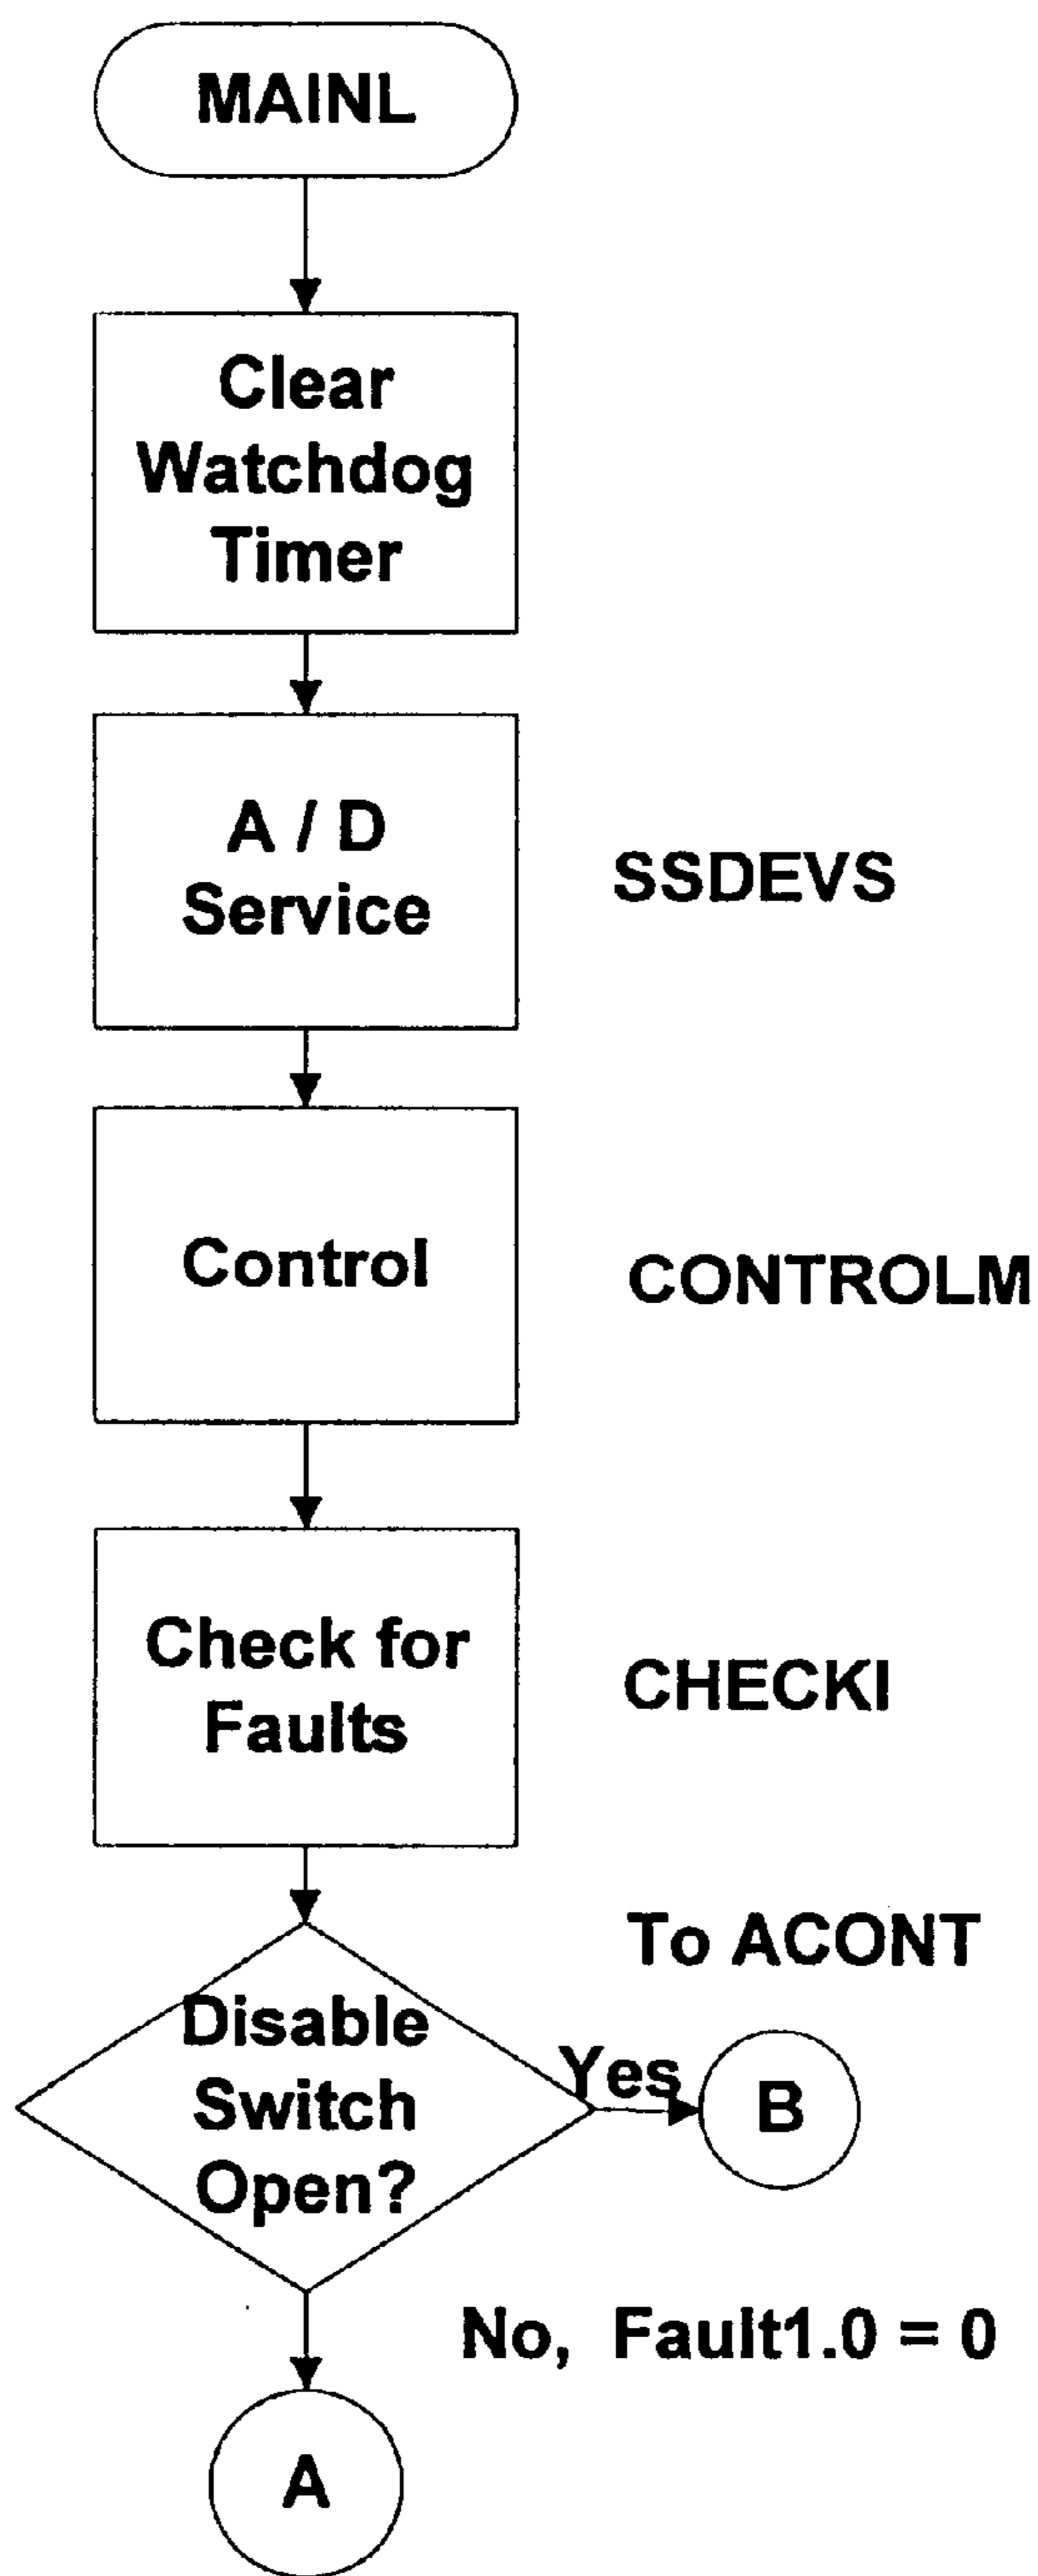 MAINL
Clear
Watchdog
Timer
A / D
Service
SSDEVS
Control
CONTROLM
Check for
Faults
CHECKI
To ACONT
Disable
Switch
Open?
Yes
B
No, Fault1.0 = 0
A